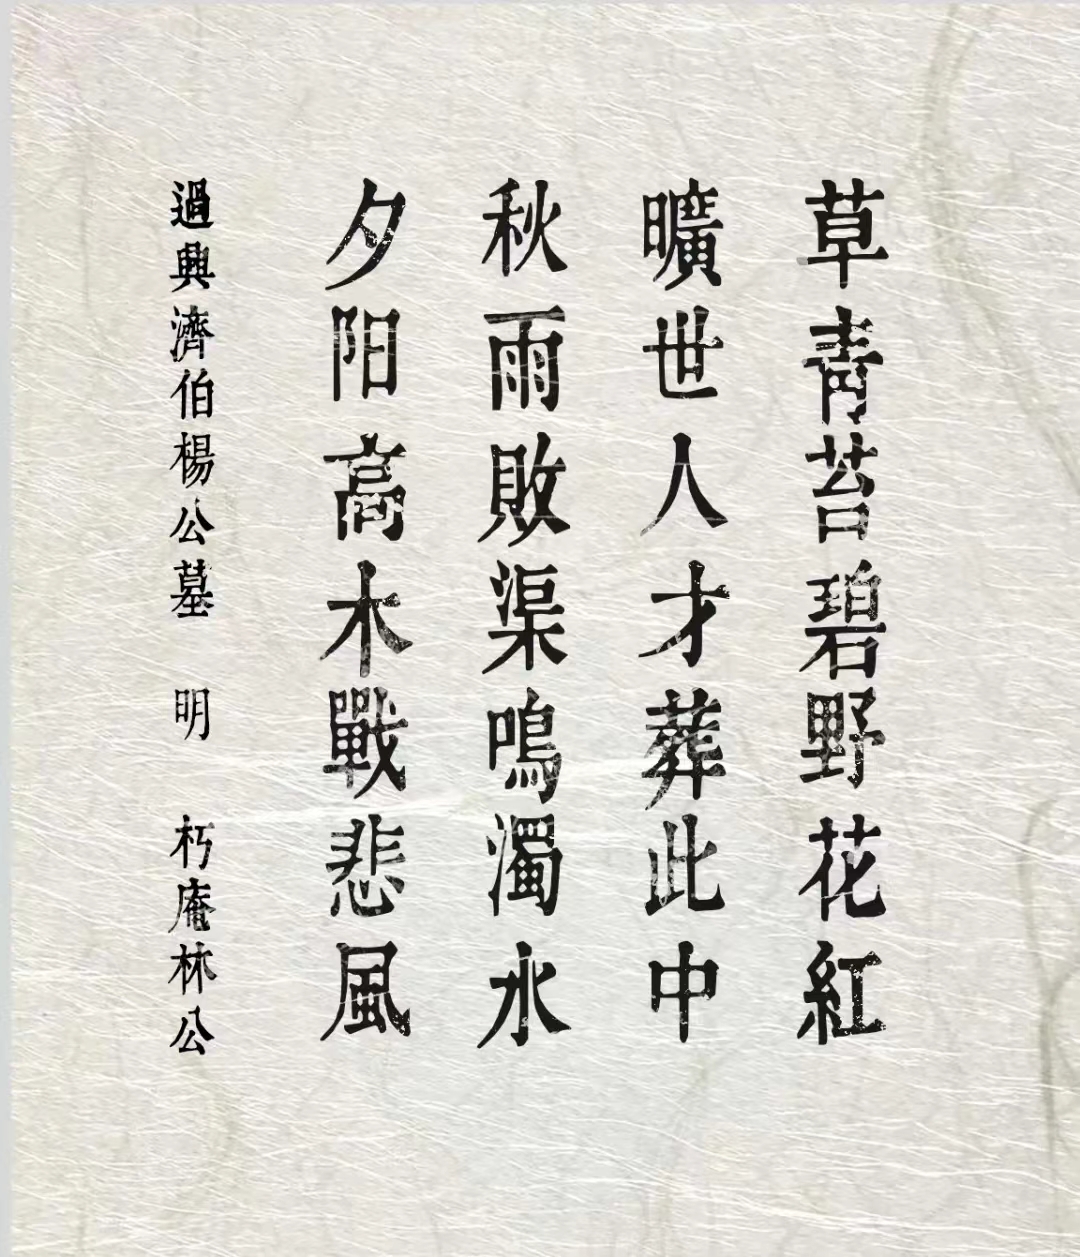 草青苔碧野花紅
曠世人才葬此中
秋雨敗渠鳴濁水
夕阳高木戰悲風
過興濟伯楊公墓 明 朽庵林公